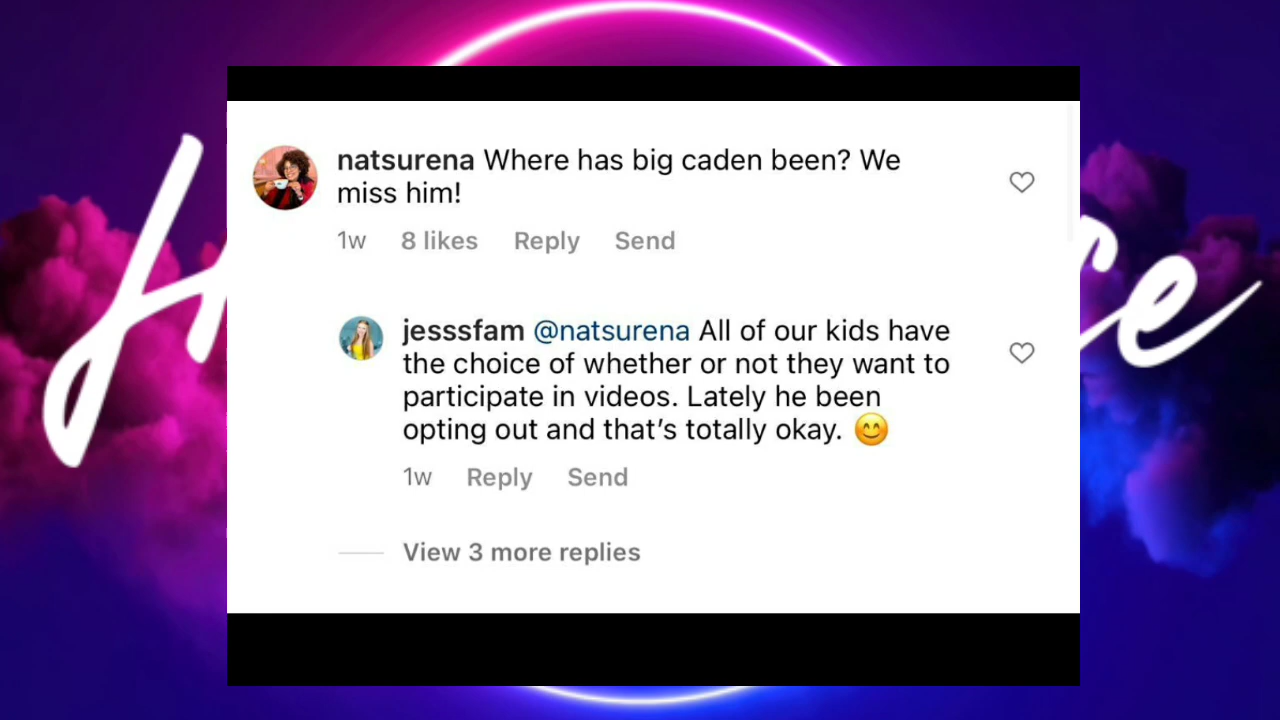 natsurena Where has big caden been? We
miss him!
1w 8 likes Reply Send
jesssfam @natsurena All of our kids have
the choice of whether or not they want to
participate in videos. Lately he been
opting out and that’s totally okay. 😊
1w Reply Send
View 3 more replies